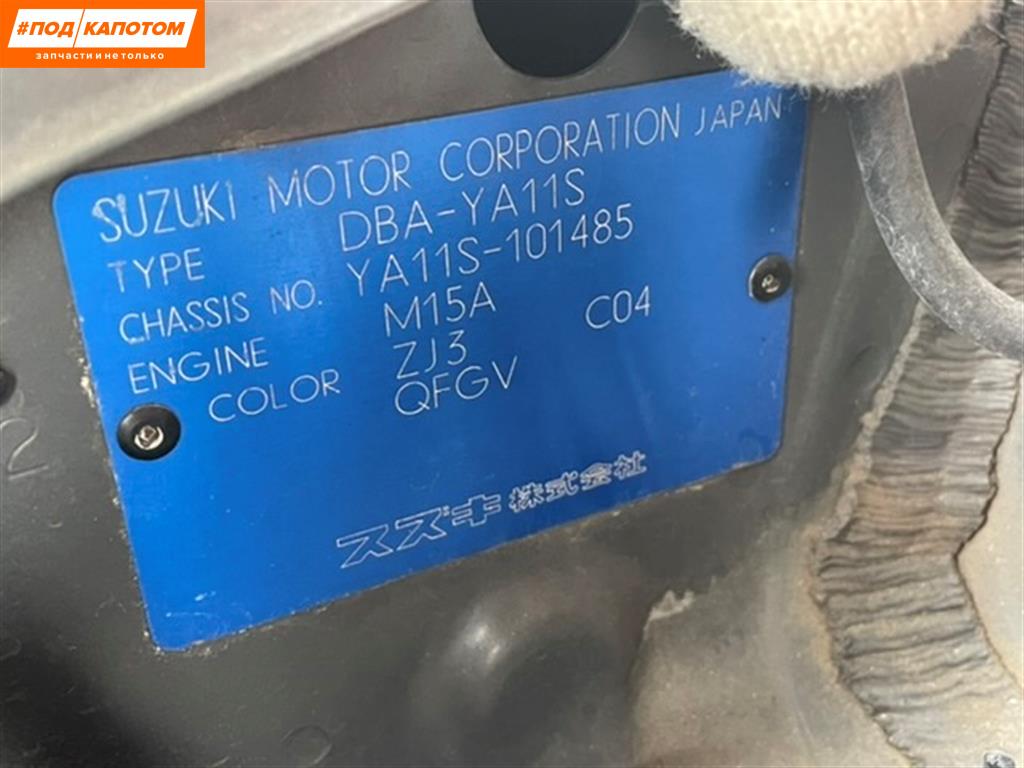 #ПОД КАПОТОМ
запчасти и не только
SUZUKI MOTOR CORPORATION JAPAN
TYPE DBA-YA11S
CHASSIS NO. YA11S-101485
ENGINE M15A
COLOR ZJ3 C04
QFGV
スズキ株式会社
2